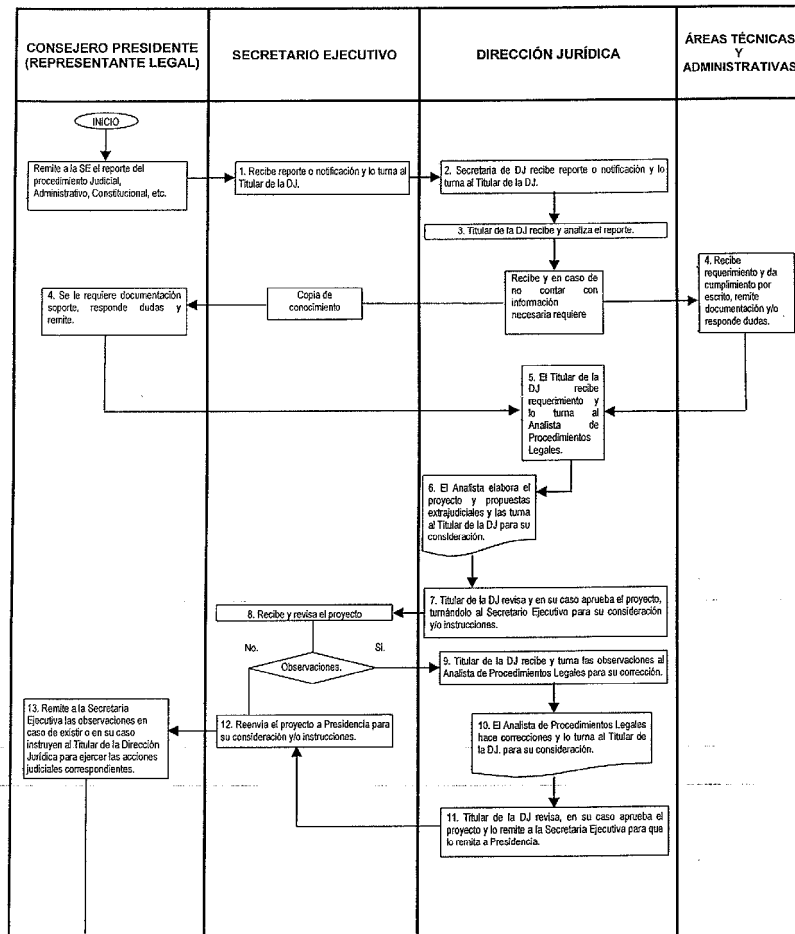 CONSEJERO PRESIDENTE
(REPRESENTANTE LEGAL)
SECRETARIO EJECUTIVO
DIRECCIÓN JURÍDICA
ÁREAS TÉCNICAS
Y
ADMINISTRATIVAS
INICIO
Remite a la SE el reporte del
procedimiento Judicial,
Administrativo, Constitucional, etc.
1. Recibe reporte o notificación y lo turna al
Titular de la DJ.
2. Secretaria de DJ recibe reporte o notificación y lo
turna al Titular de la DJ.
3. Titular de la DJ recibe y analiza el reporte.
4. Se le requiere documentación
soporte, responde dudas y
remite.
Copia de
conocimiento
Recibe y en caso de
no contar con
información
necesaria requiere
4. Recibe
requerimiento y da
cumplimiento por
escrito, remite
documentación y/o
responde dudas.
5. El Titular de la
DJ recibe
requerimiento y
lo turna al
Analista de
Procedimientos
Legales.
6. El Analista elabora el
proyecto y propuestas
extrajudiciales y las turna
al Titular de la DJ para su
consideración.
7. Titular de la DJ revisa y en su caso aprueba el proyecto,
turnándolo al Secretario Ejecutivo para su consideración
y/o instrucciones.
8. Recibe y revisa el proyecto
No.
Si.
Observaciones.
9. Titular de la DJ recibe y turna las observaciones al
Analista de Procedimientos Legales para su corrección.
10. El Analista de Procedimientos Legales
hace correcciones y lo turna al Titular de
la DJ. para su consideración.
11. Titular de la DJ revisa, en su caso aprueba el
proyecto y lo remite a la Secretaria Ejecutiva para que
lo remita a Presidencia.
12. Reenvía el proyecto a Presidencia para
su consideración y/o instrucciones.
13. Remite a la Secretaria
Ejecutiva las observaciones en
caso de existir o en su caso
instruyen al Titular de la Dirección
Jurídica para ejercer las acciones
judiciales correspondientes.